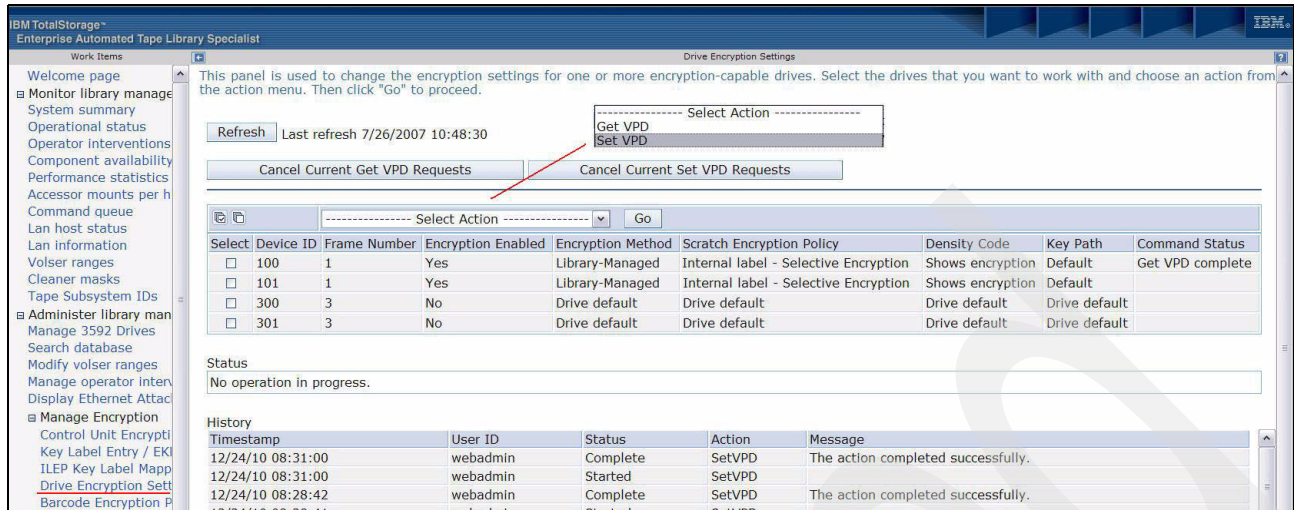 IBM TotalStorage™
Enterprise Automated Tape Library Specialist
IBM®
Work Items
Drive Encryption Settings
Welcome page
Monitor library manage
System summary
Operational status
Operator interventions
Component availability
Performance statistics
Accessor mounts per h
Command queue
Lan host status
Lan information
Volser ranges
Cleaner masks
Tape Subsystem IDs
Administer library man
Manage 3592 Drives
Search database
Modify volser ranges
Manage operator interv
Display Ethernet Attac
Manage Encryption
Control Unit Encrypti
Key Label Entry / EKI
ILEP Key Label Mapp
Drive Encryption Sett
Barcode Encryption P
This panel is used to change the encryption settings for one or more encryption-capable drives. Select the drives that you want to work with and choose an action from
the action menu. Then click "Go" to proceed.
Refresh Last refresh 7/26/2007 10:48:30
---------------- Select Action ----------------
Get VPD
Set VPD
Cancel Current Get VPD Requests Cancel Current Set VPD Requests
---------------- Select Action ---------------- Go
Select Device ID Frame Number Encryption Enabled Encryption Method Scratch Encryption Policy Density Code Key Path Command Status
100 1 Yes Library-Managed Internal label - Selective Encryption Shows encryption Default Get VPD complete
101 1 Yes Library-Managed Internal label - Selective Encryption Shows encryption Default
300 3 No Drive default Drive default Drive default Drive default
301 3 No Drive default Drive default Drive default Drive default
Status
No operation in progress.
History
Timestamp User ID Status Action Message
12/24/10 08:31:00 webadmin Complete SetVPD The action completed successfully.
12/24/10 08:31:00 webadmin Started SetVPD
12/24/10 08:28:42 webadmin Complete SetVPD The action completed successfully.